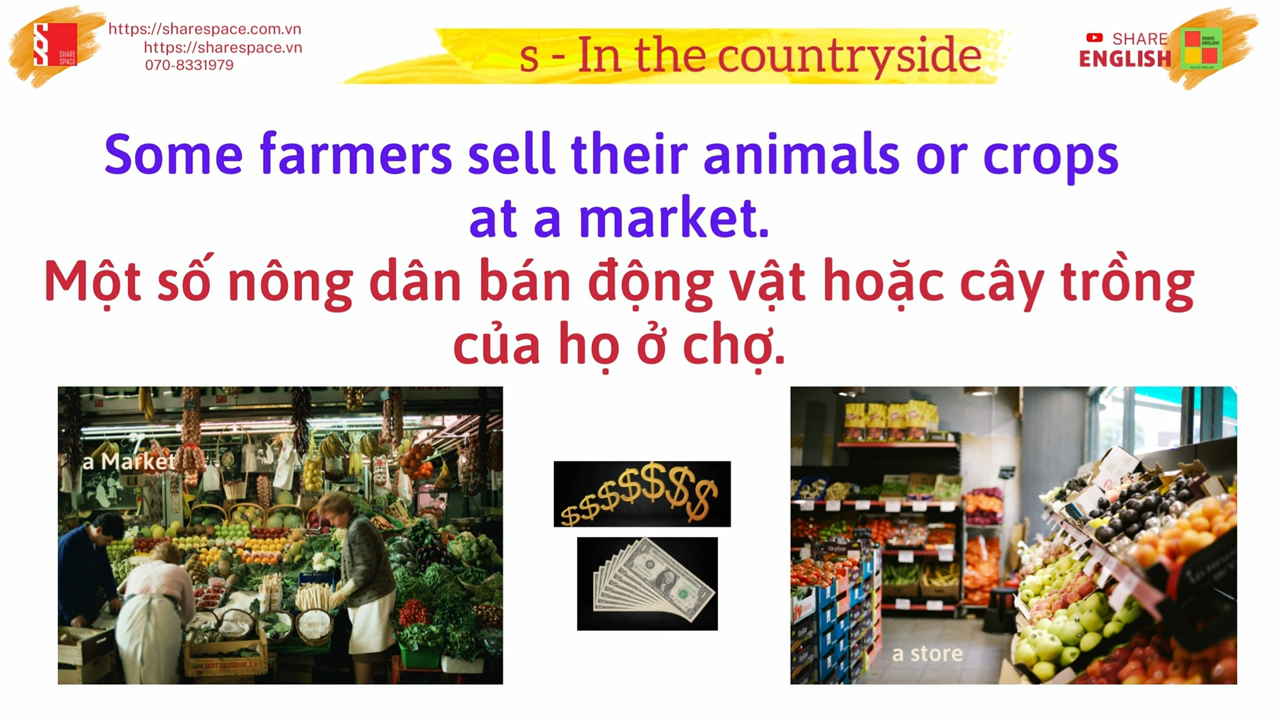 https://sharespace.com.vn
https://sharespace.vn
070-8331979
SHARE
SPACE
s - In the countryside
SHARE
ENGLISH
Some farmers sell their animals or crops
at a market.
Một số nông dân bán động vật hoặc cây trồng
của họ ở chợ.
a Market
a store